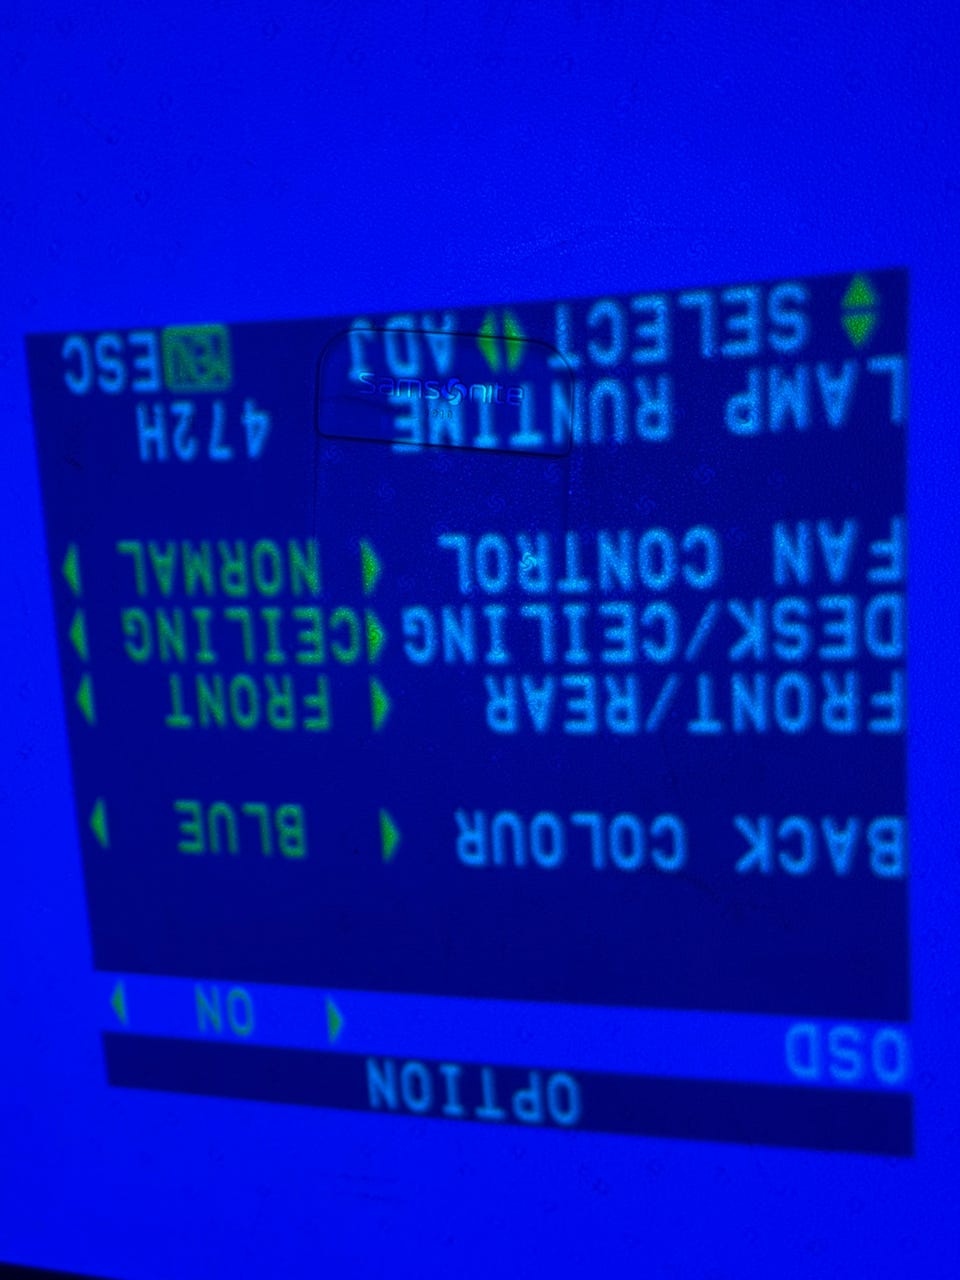 OPTION
OSD ON
BACK COLOUR BLUE
FRONT/REAR FRONT
DESK/CEILING CEILING
FAN CONTROL NORMAL
LAMP RUNTIME 472H
SELECT ADJ MENU ESC
Samsonite